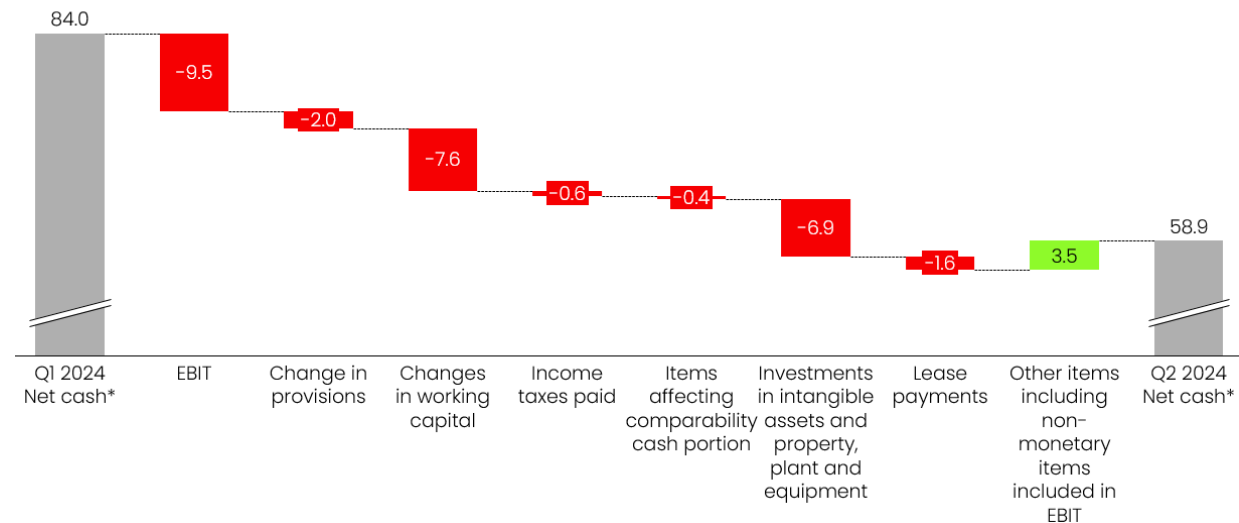 84.0
-9.5
-2.0
-7.6
-0.6
-0.4
-6.9
-1.6
3.5
58.9
Q1 2024
Net cash*
EBIT
Change in
provisions
Changes
in working
capital
Income
taxes paid
Items
affecting
comparability
cash portion
Investments
in intangible
assets and
property,
plant and
equipment
Lease
payments
Other items
including
non-
monetary
items
included in
EBIT
Q2 2024
Net cash*